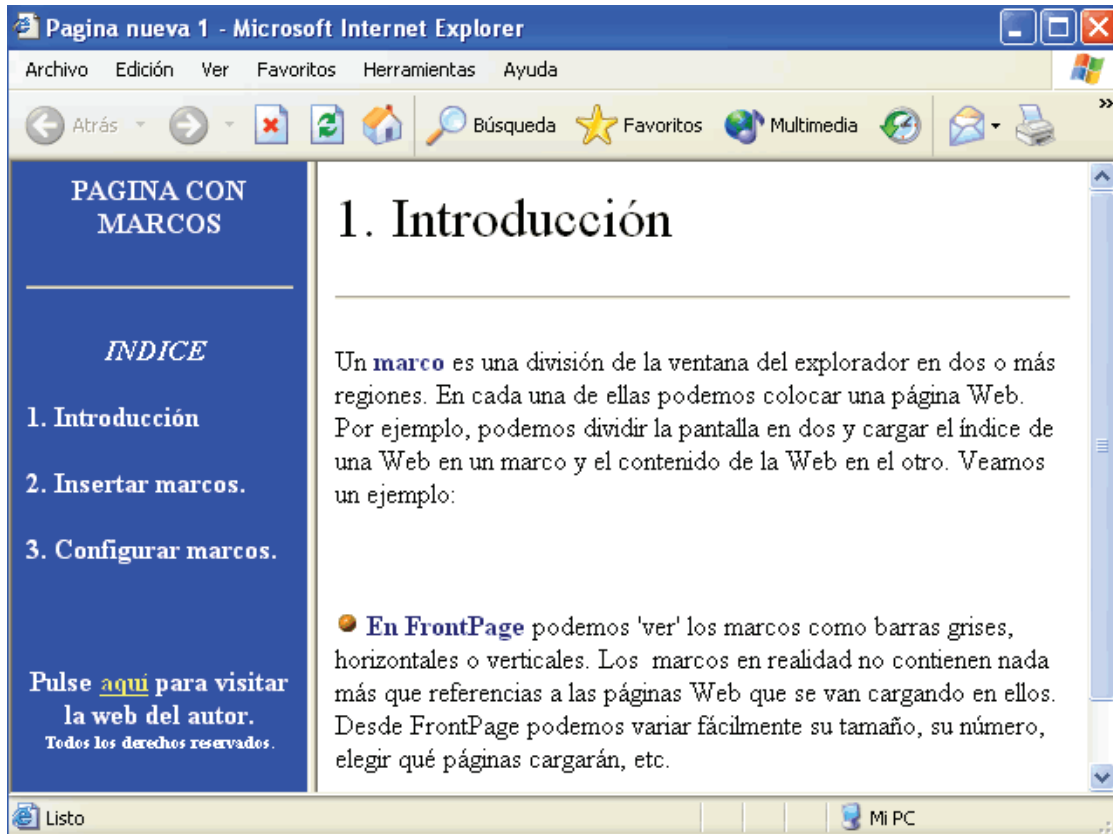 Pagina nueva 1 - Microsoft Internet Explorer
Archivo Edición Ver Favoritos Herramientas Ayuda
Atrás Búsqueda Favoritos Multimedia »
PAGINA CON
MARCOS
INDICE
1. Introducción
2. Insertar marcos.
3. Configurar marcos.
Pulse aqui para visitar
la web del autor.
Todos los derechos reservados.
1. Introducción
Un marco es una división de la ventana del explorador en dos o más
regiones. En cada una de ellas podemos colocar una página Web.
Por ejemplo, podemos dividir la pantalla en dos y cargar el índice de
una Web en un marco y el contenido de la Web en el otro. Veamos
un ejemplo:
En FrontPage podemos 'ver' los marcos como barras grises,
horizontales o verticales. Los marcos en realidad no contienen nada
más que referencias a las páginas Web que se van cargando en ellos.
Desde FrontPage podemos variar fácilmente su tamaño, su número,
elegir qué páginas cargarán, etc.
Listo Mi PC